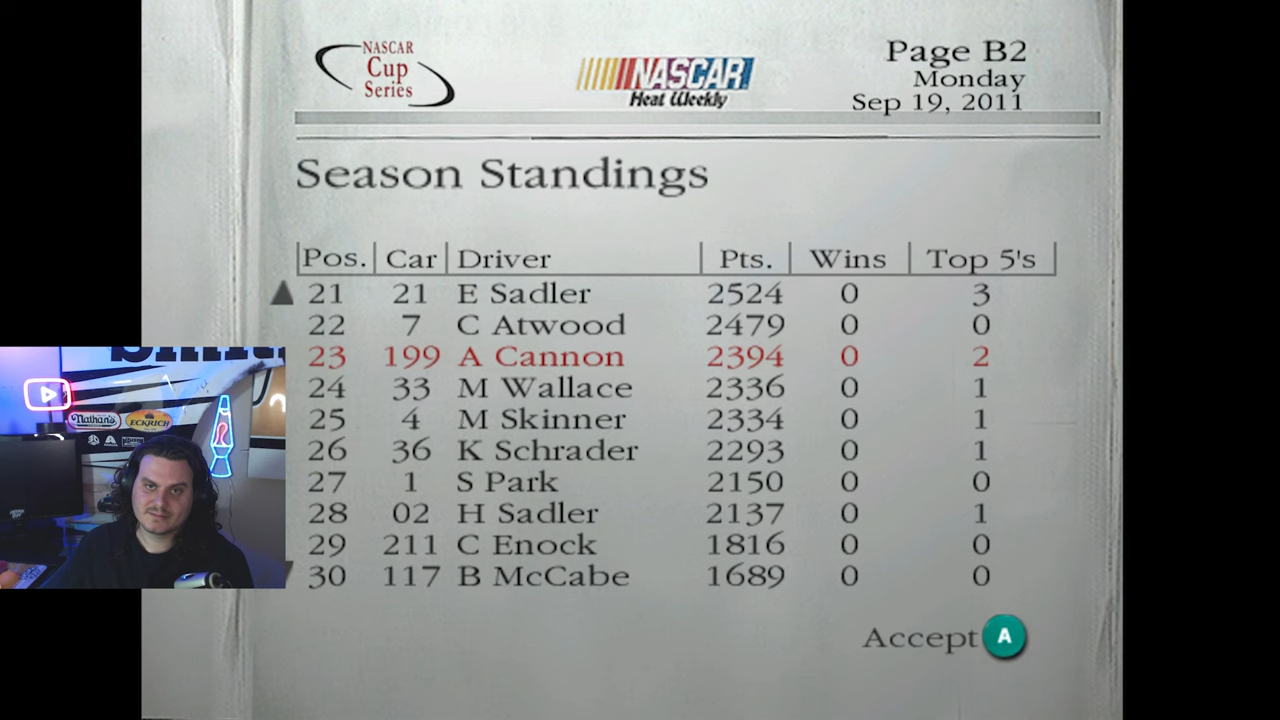 NASCAR
Cup
Series
NASCAR
Heat Weekly
Page B2
Monday
Sep 19, 2011
Season Standings
Pos. Car Driver Pts. Wins Top 5's
21 21 E Sadler 2524 0 3
22 7 C Atwood 2479 0 0
23 199 A Cannon 2394 0 2
24 33 M Wallace 2336 0 1
25 4 M Skinner 2334 0 1
26 36 K Schrader 2293 0 1
27 1 S Park 2150 0 0
28 02 H Sadler 2137 0 1
29 211 C Enock 1816 0 0
30 117 B McCabe 1689 0 0
Nathan's
ECKRICH
Accept A